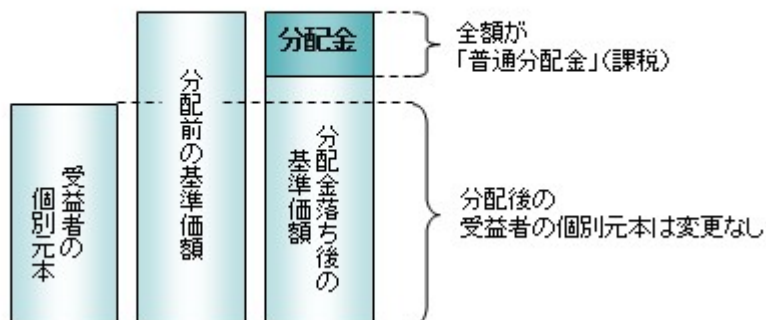 受益者の
個別元本
分配前の基準価額
分配金
分配金落ち後の
基準価額
全額が
「普通分配金」(課税)
分配後の
受益者の個別元本は変更なし